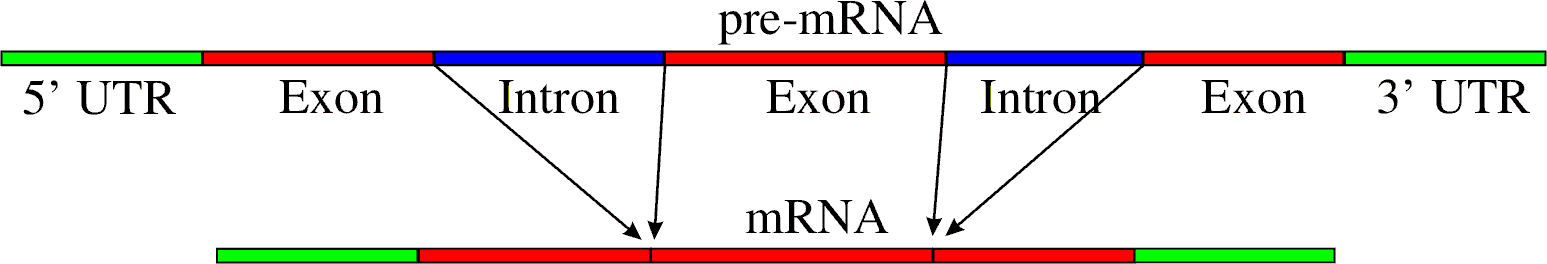 pre-mRNA
5’ UTR Exon Intron Exon Intron Exon 3’ UTR
mRNA